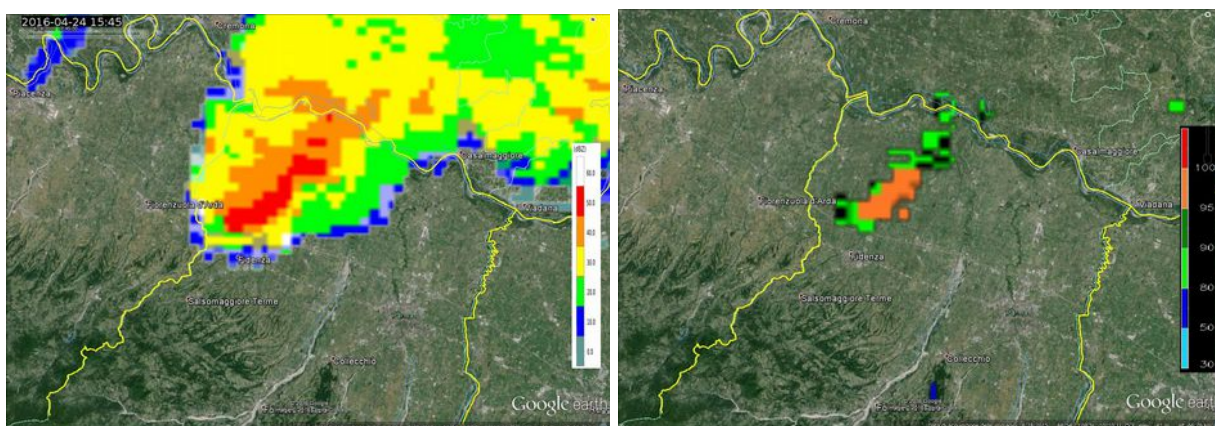 2016-04-24 15:45
Cremona
Piacenza
Casalmaggiore
Fiorenzuola d'Arda
Viadana
Fidenza
Salsomaggiore Terme
Collecchio
Google earth
[dBZ]
60.0
50.0
40.0
30.0
20.0
10.0
0.0
Cremona
Piacenza
Casalmaggiore
Fiorenzuola d'Arda
Viadana
Fidenza
Salsomaggiore Terme
Collecchio
Google earth
100
95
90
80
50
30